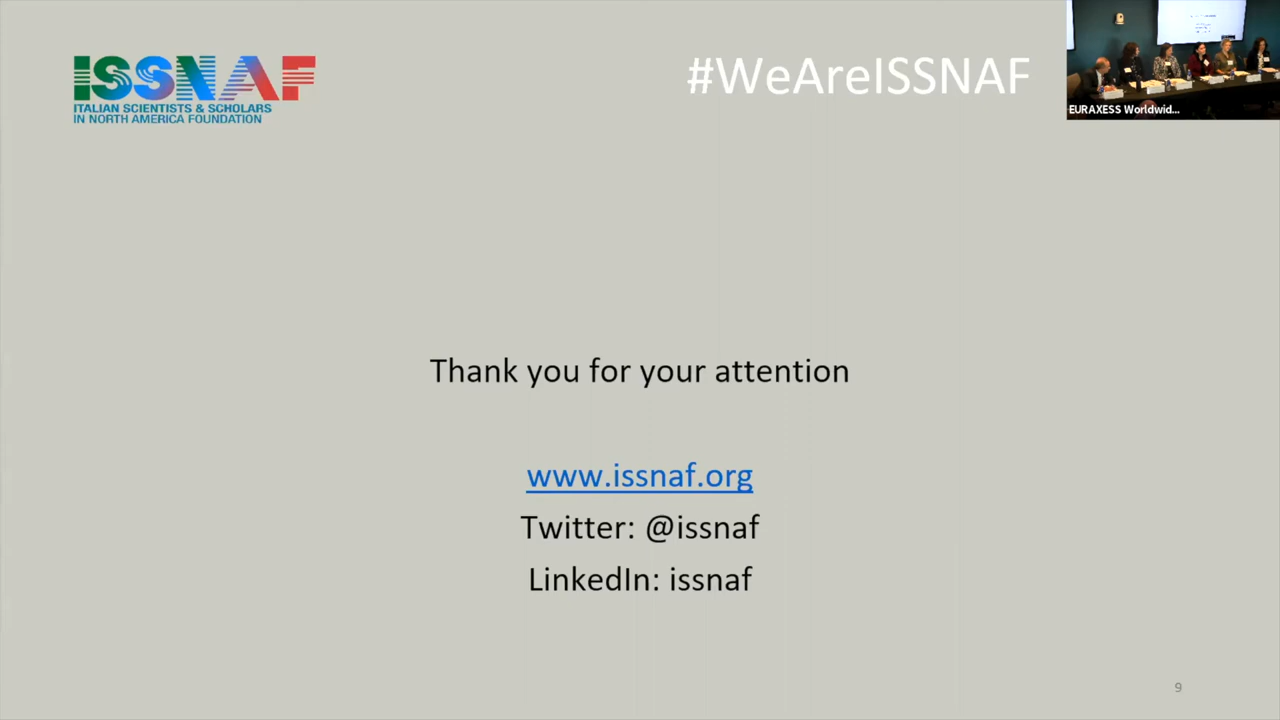 ISSNAF
ITALIAN SCIENTISTS & SCHOLARS
IN NORTH AMERICA FOUNDATION
#WeAreISSNAF
EURAXESS Worldwid...
Thank you for your attention
www.issnaf.org
Twitter: @issnaf
LinkedIn: issnaf
9